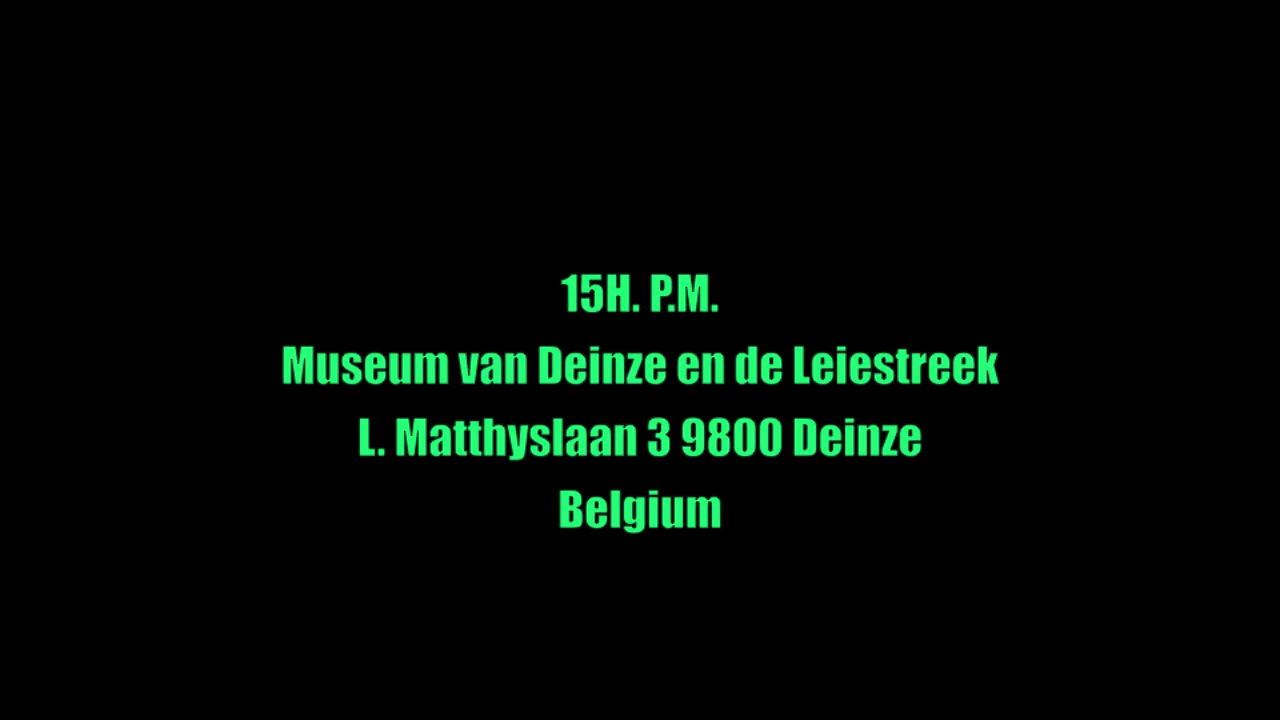 15H. P.M.
Museum van Deinze en de Leiestreek
L. Matthyslaan 3 9800 Deinze
Belgium